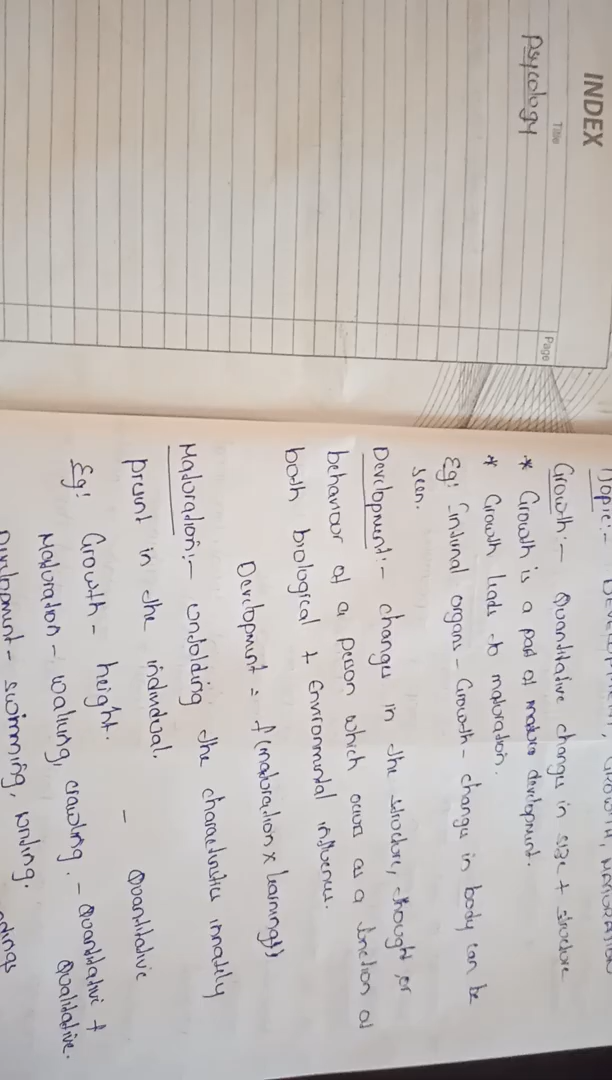 INDEX
Title
Page
Psycology
Topic:- DEVELOPMENT, GROWTH, MATURATION
Growth:- Quantitative changes in size + structure
* Growth is a part of development.
* Growth leads to maturation.
Eg: Internal organs - Growth - changes in body can be
seen.
Development:- changes in the structure, thought or
behaviour of a person which occurs as a function of
both biological + Environmental influences.
Development = f(maturation x learning)
Maturation:- unfolding the characteristics innately
present in the individual.
Eg: Growth - height. - Quantitative
Maturation - walking, crawling. - Quantitative +
Qualitative.
Development - swimming, writing.